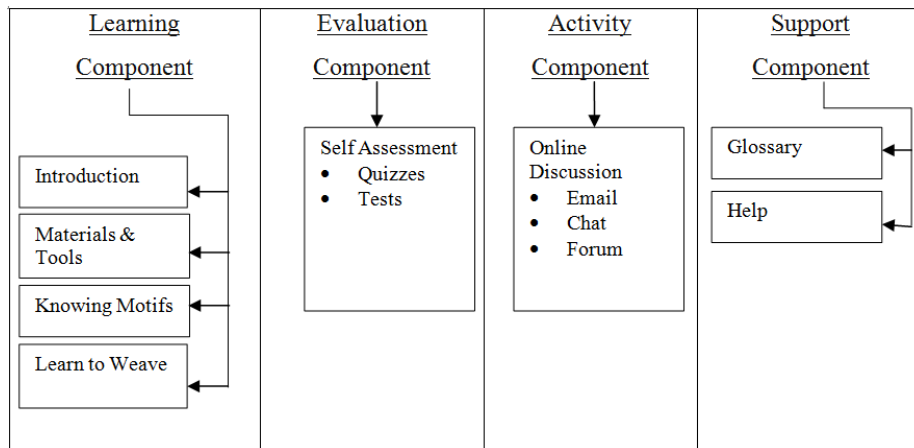 Learning
Component
Introduction
Materials &
Tools
Knowing Motifs
Learn to Weave
Evaluation
Component
Self Assessment
• Quizzes
• Tests
Activity
Component
Online
Discussion
• Email
• Chat
• Forum
Support
Component
Glossary
Help